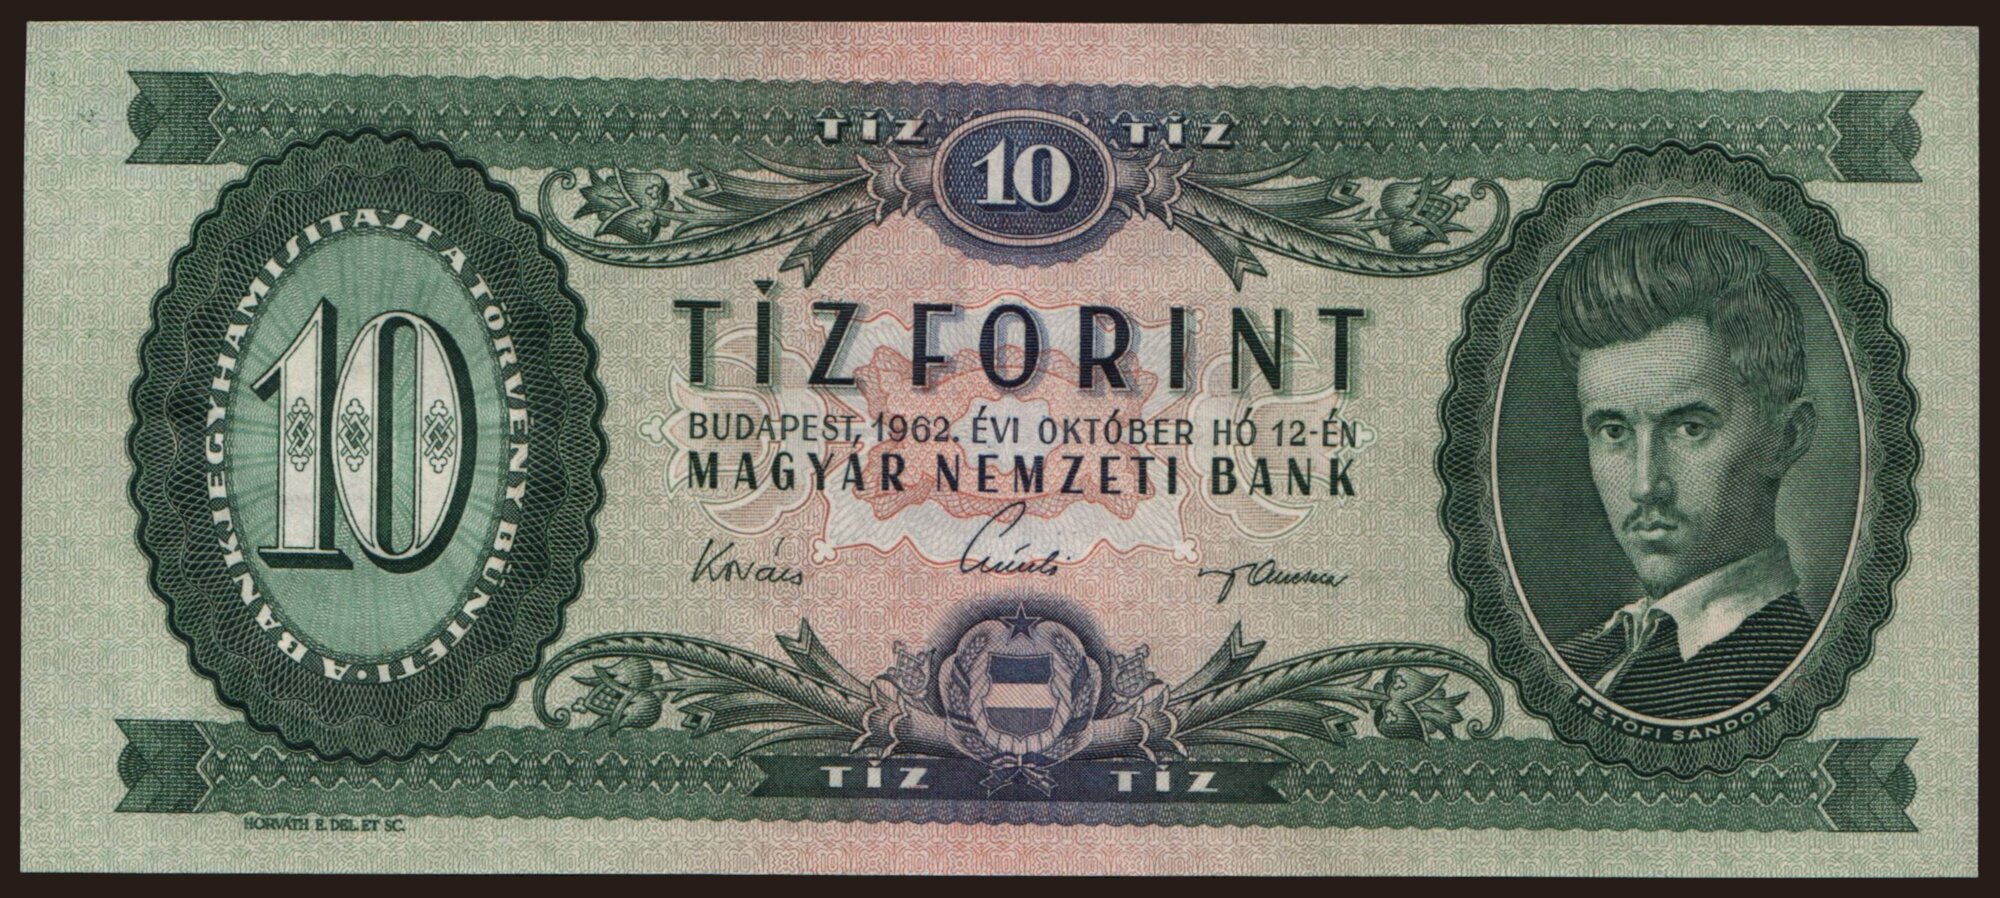 TÍZ 10 TÍZ
A BANKJEGYHAMISÍTÁST A TÖRVÉNY BÜNTETI ·
10
TÍZ FORINT
BUDAPEST, 1962. ÉVI OKTÓBER HÓ 12-ÉN
MAGYAR NEMZETI BANK
Kovács
TÍZ TÍZ
PETŐFI SÁNDOR
HORVÁTH E. DEL. ET SC.